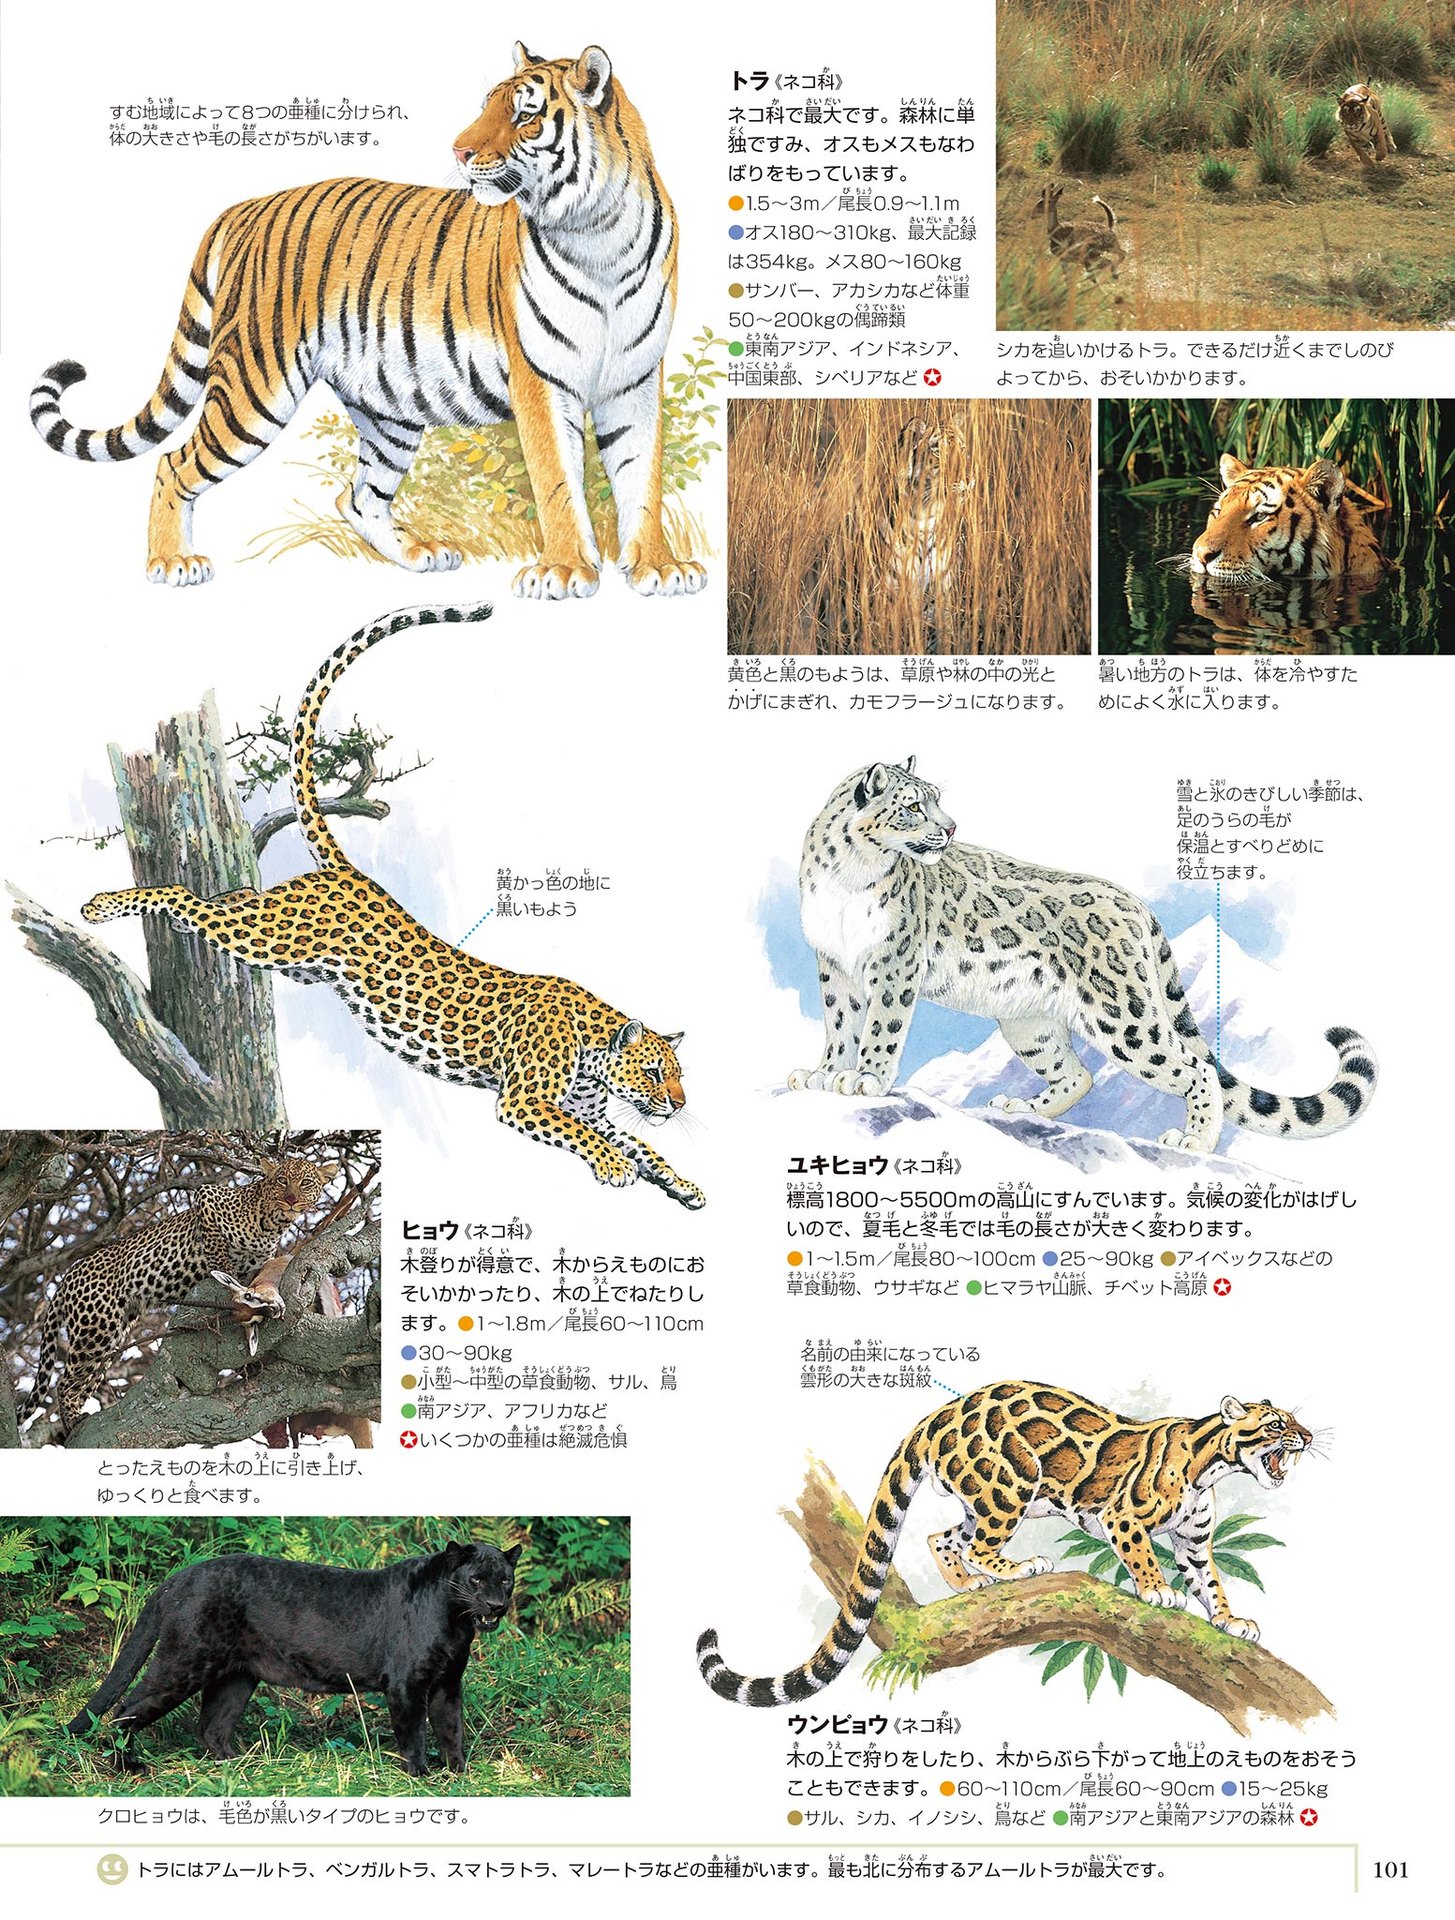 すむ地域によって8つの亜種に分けられ、
体の大きさや毛の長さがちがいます。
トラ《ネコ科》
ネコ科で最大です。森林に単
独ですみ、オスもメスもなわ
ばりをもっています。
●1.5〜3m／尾長0.9〜1.1m
●オス180〜310kg、最大記録
は354kg。メス80〜160kg
●サンバー、アカシカなど体重
50〜200kgの偶蹄類
●東南アジア、インドネシア、
中国東部、シベリアなど✪
シカを追いかけるトラ。できるだけ近くまでしのび
よってから、おそいかかります。
黄色と黒のもようは、草原や林の中の光と
かげにまぎれ、カモフラージュになります。
暑い地方のトラは、体を冷やすた
めによく水に入ります。
黄かっ色の地に
黒いもよう
雪と氷のきびしい季節は、
足のうらの毛が
保温とすべりどめに
役立ちます。
ユキヒョウ《ネコ科》
標高1800〜5500mの高山にすんでいます。気候の変化がはげし
いので、夏毛と冬毛では毛の長さが大きく変わります。
●1〜1.5m／尾長80〜100cm ●25〜90kg ●アイベックスなどの
草食動物、ウサギなど ●ヒマラヤ山脈、チベット高原✪
ヒョウ《ネコ科》
木登りが得意で、木からえものにお
そいかかったり、木の上でねたりし
ます。●1〜1.8m／尾長60〜110cm
●30〜90kg
●小型〜中型の草食動物、サル、鳥
●南アジア、アフリカなど
✪いくつかの亜種は絶滅危惧
とったえものを木の上に引き上げ、
ゆっくりと食べます。
名前の由来になっている
雲形の大きな斑紋
ウンピョウ《ネコ科》
木の上で狩りをしたり、木からぶら下がって地上のえものをおそう
こともできます。●60〜110cm／尾長60〜90cm ●15〜25kg
●サル、シカ、イノシシ、鳥など ●南アジアと東南アジアの森林✪
クロヒョウは、毛色が黒いタイプのヒョウです。
トラにはアムールトラ、ベンガルトラ、スマトラトラ、マレートラなどの亜種がいます。最も北に分布するアムールトラが最大です。
101